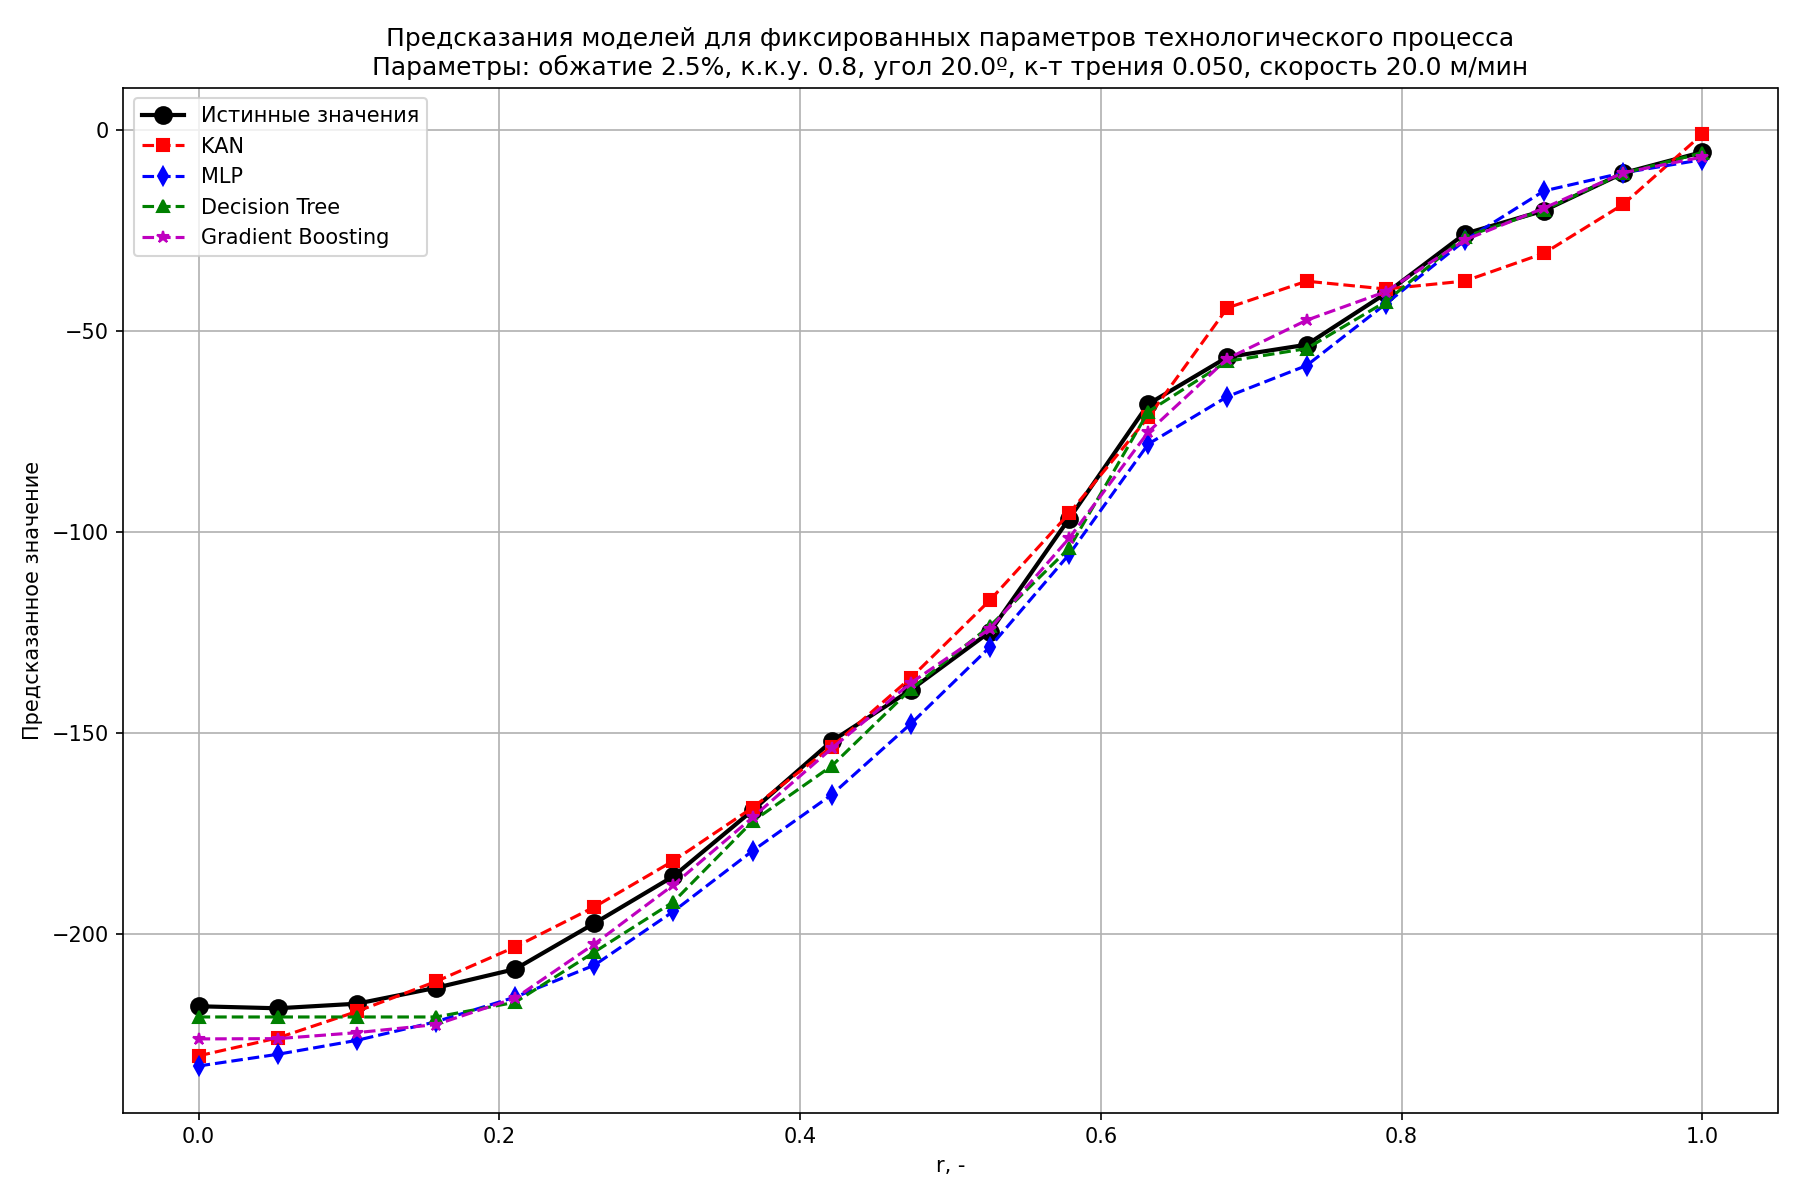 Предсказания моделей для фиксированных параметров технологического процесса
Параметры: обжатие 2.5%, к.к.у. 0.8, угол 20.0º, к-т трения 0.050, скорость 20.0 м/мин
Истинные значения
KAN
MLP
Decision Tree
Gradient Boosting
Предсказанное значение
0
−50
−100
−150
−200
0.0 0.2 0.4 0.6 0.8 1.0
r, -